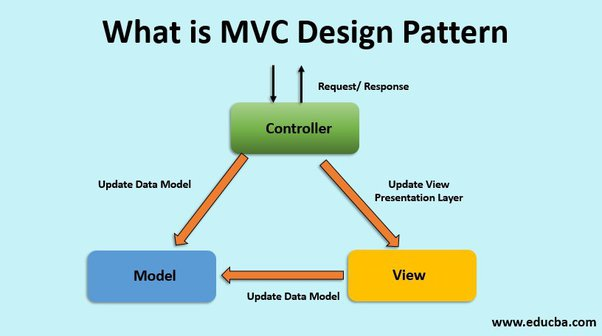 What is MVC Design Pattern
Request/ Response
Controller
Update Data Model
Update View
Presentation Layer
Model
View
Update Data Model
www.educba.com